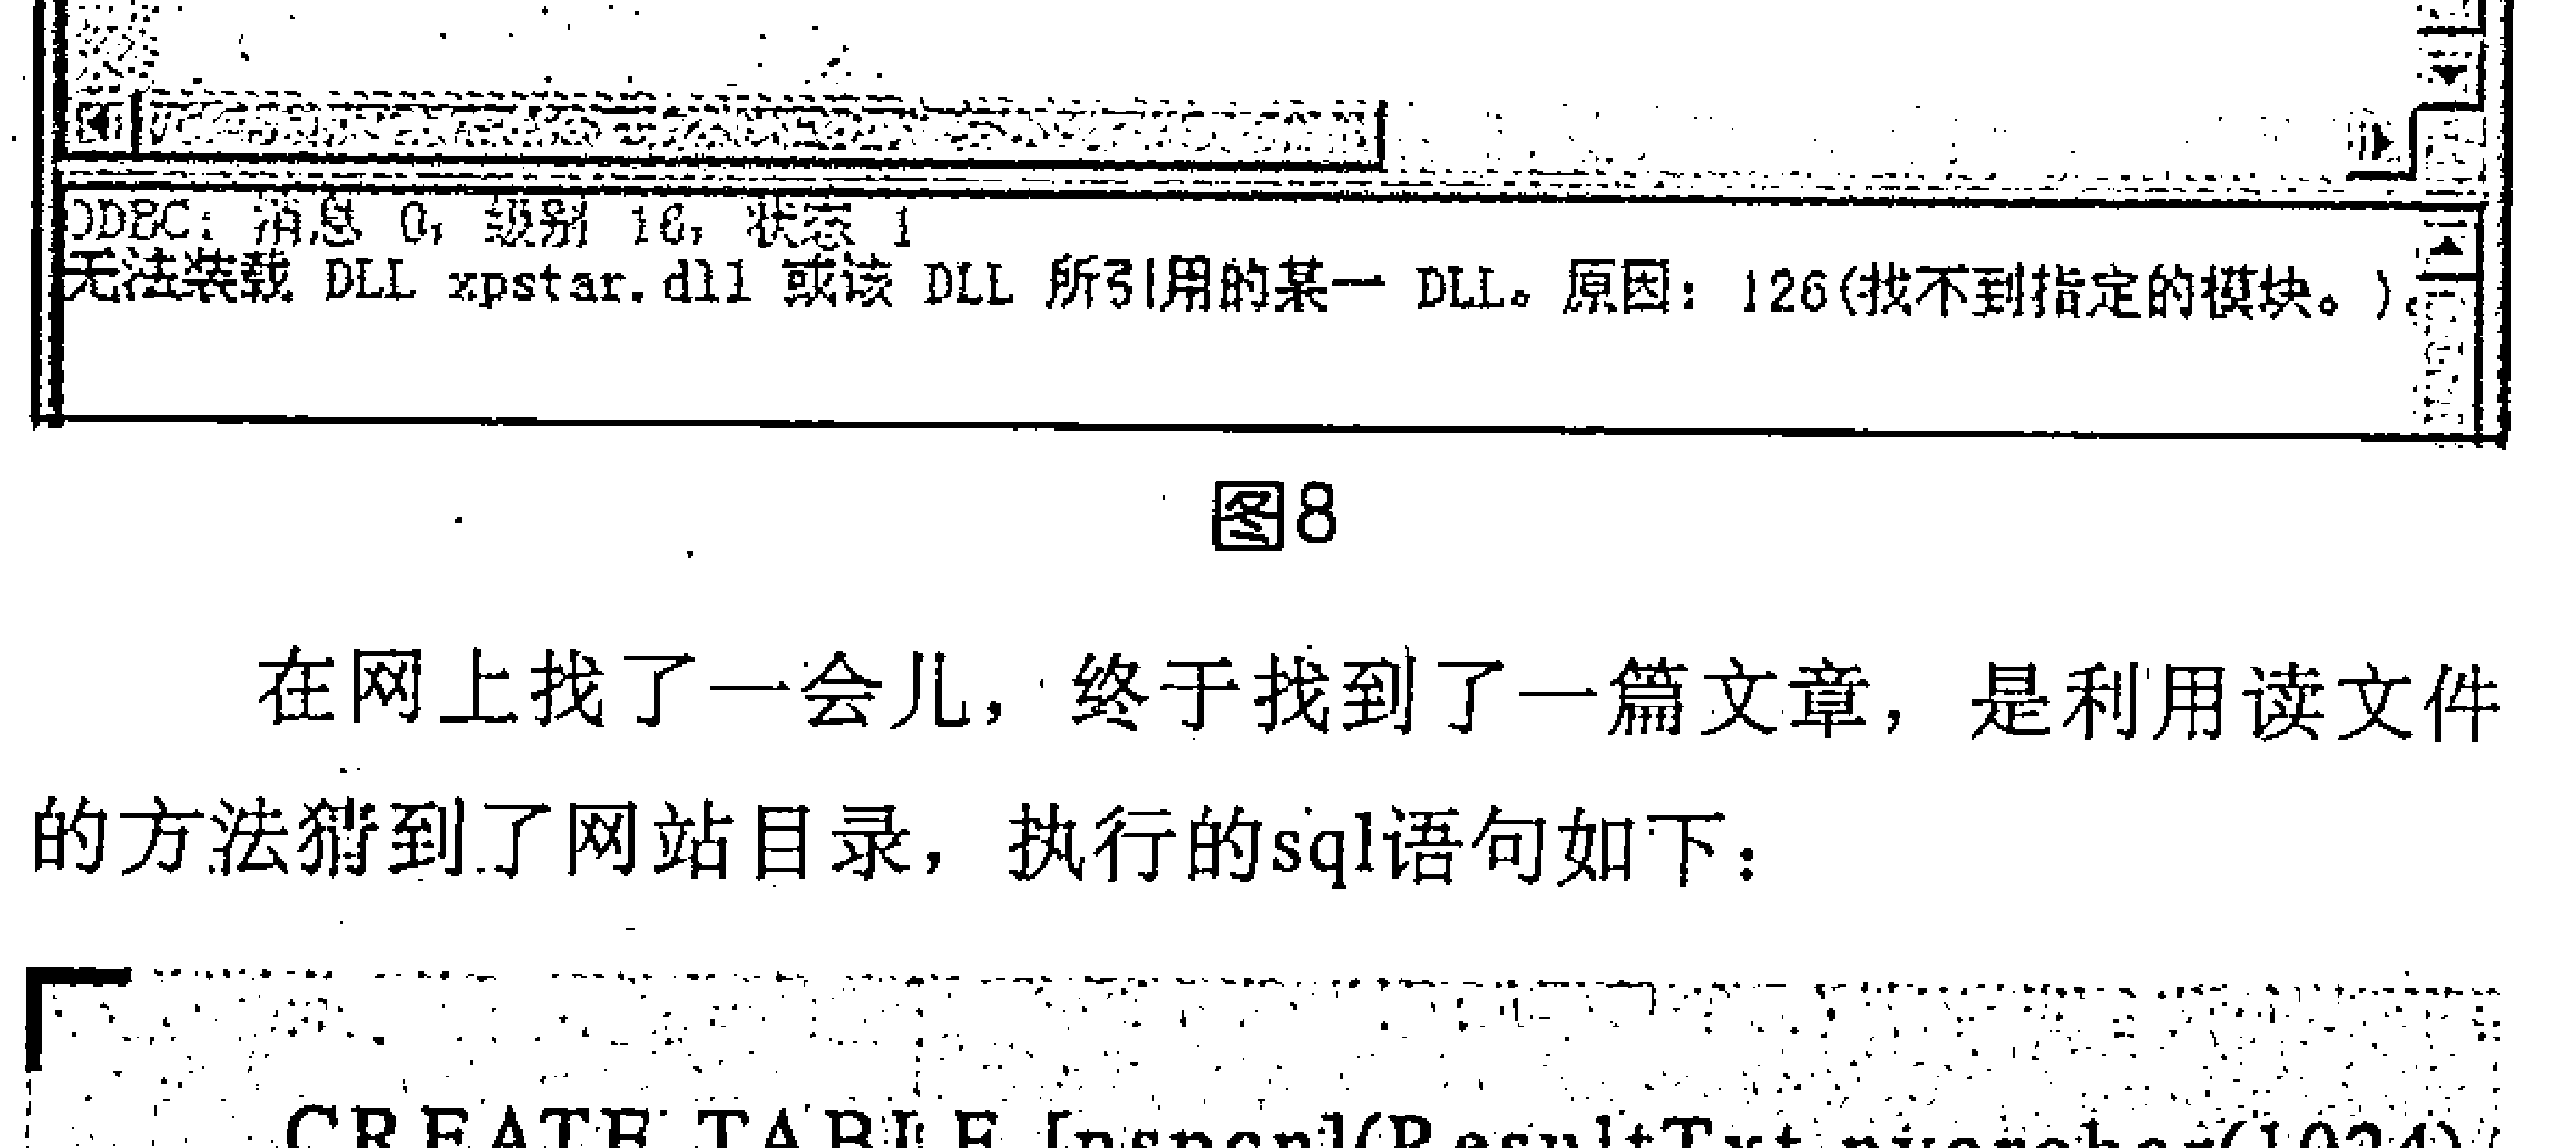 ODBC: 消息 0, 级别 16, 状态 1
无法装载 DLL xpstar.dll 或该 DLL 所引用的某一 DLL。原因: 126(找不到指定的模块。)。
图8
在网上找了一会儿，终于找到了一篇文章，是利用读文件
的方法猜到了网站目录，执行的sql语句如下：
CREATE TABLE